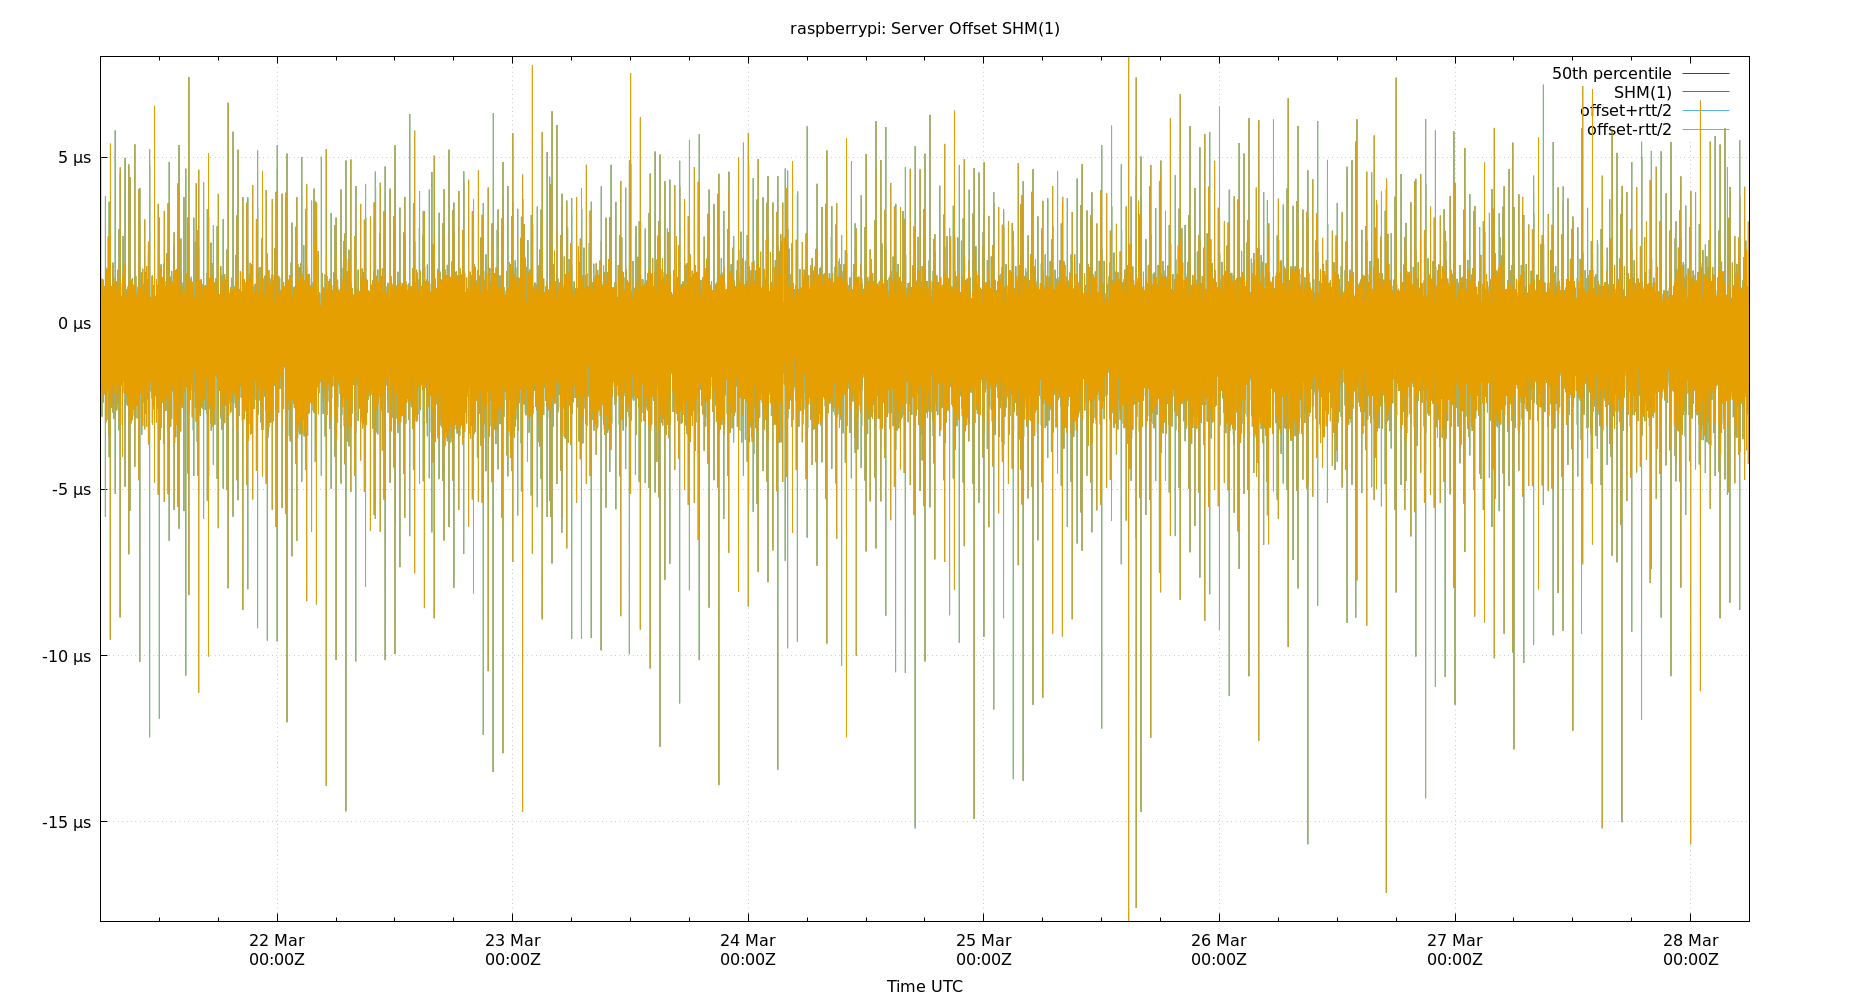 raspberrypi: Server Offset SHM(1)
50th percentile
SHM(1)
offset+rtt/2
offset-rtt/2
5 µs
0 µs
-5 µs
-10 µs
-15 µs
22 Mar 23 Mar 24 Mar 25 Mar 26 Mar 27 Mar 28 Mar
00:00Z 00:00Z 00:00Z 00:00Z 00:00Z 00:00Z 00:00Z
Time UTC